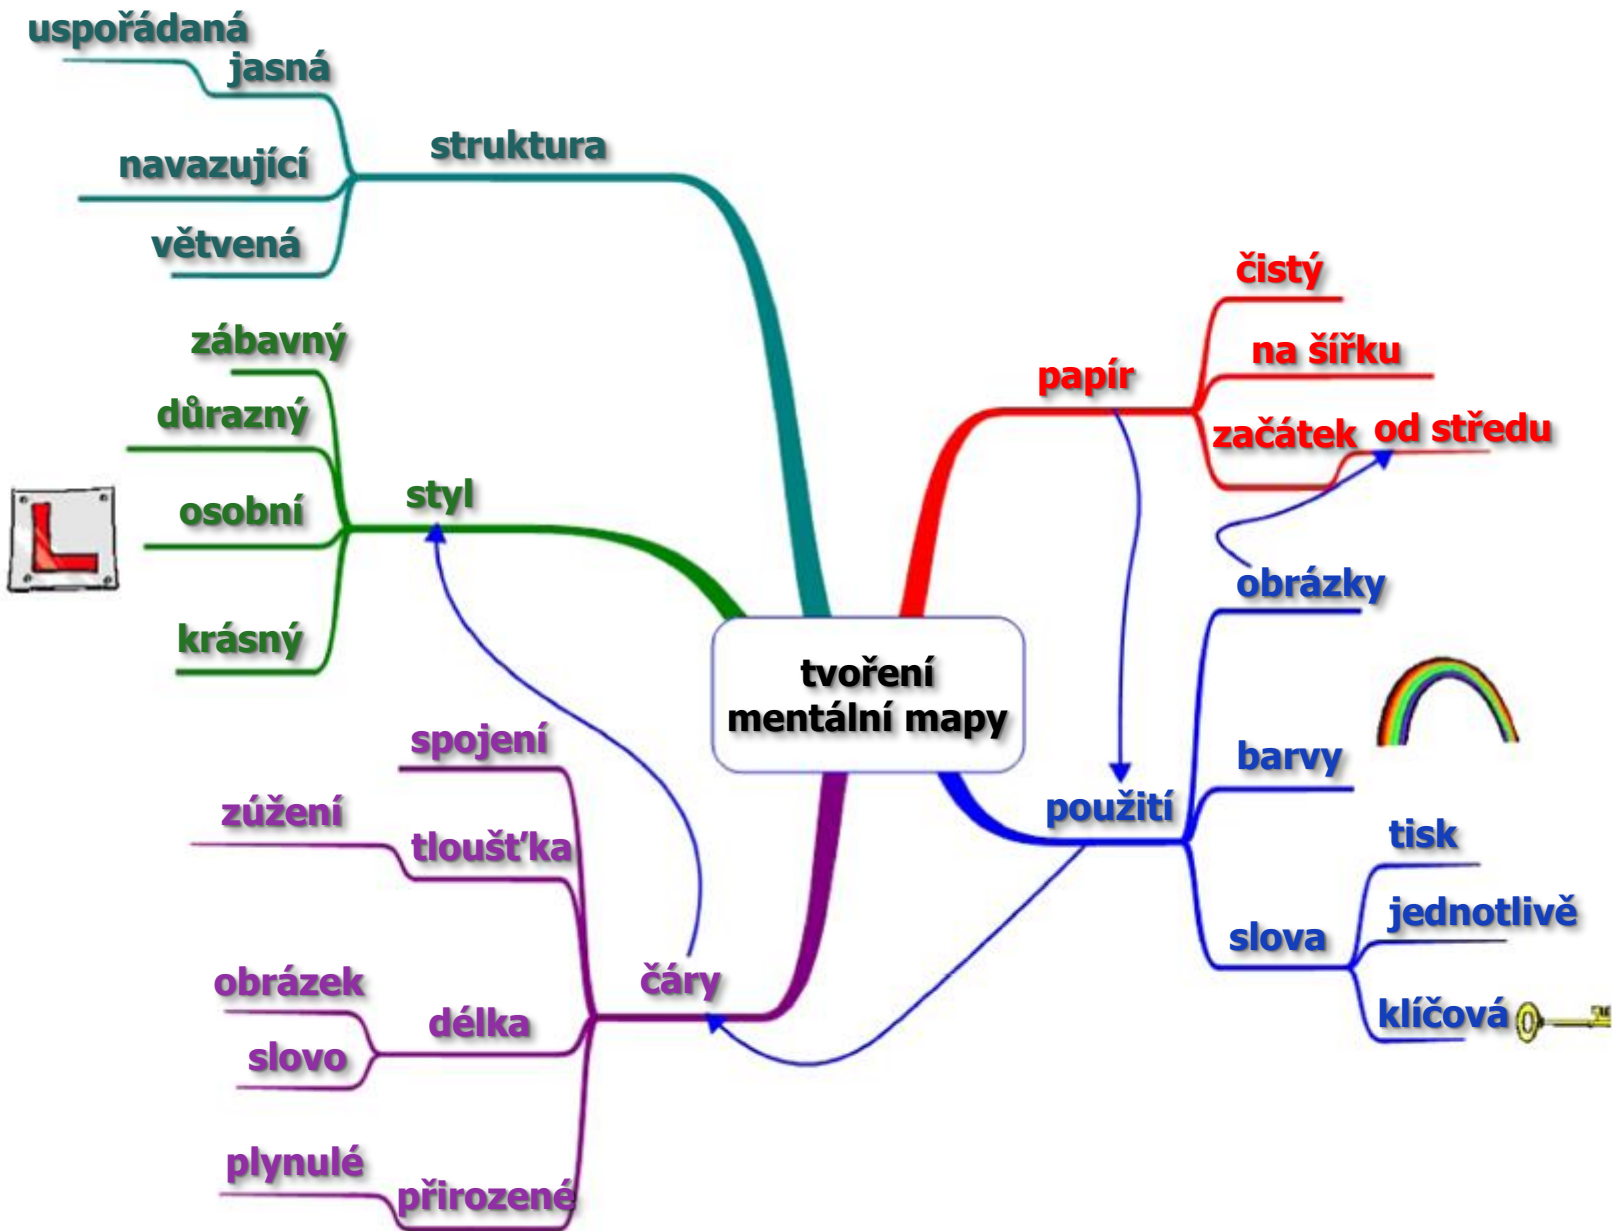 uspořádaná
jasná
struktura
navazující
větvená
zábavný
důrazný
styl
osobní
krásný
čistý
na šířku
papír
začátek
od středu
tvoření
mentální mapy
obrázky
barvy
použití
tisk
jednotlivě
slova
klíčová
spojení
zúžení
tloušťka
čáry
obrázek
délka
slovo
plynulé
přirozené
L